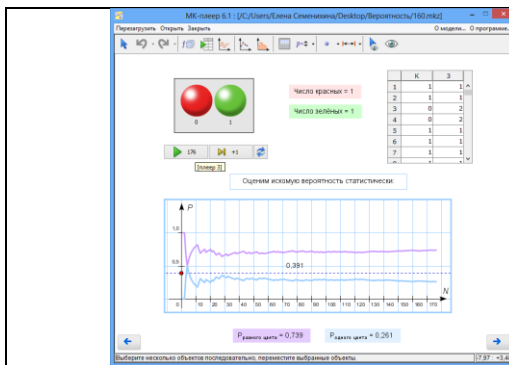 МК-плеер 6.1 : [/C:/Users/Елена Семенихина/Desktop/Вероятность/160.mkz]
Перезагрузить Открыть Закрыть О модели... О программе...
Число красных = 1
Число зелёных = 1
0 1
К З
1 1 1
2 1 1
3 0 2
4 0 2
5 1 1
6 1 1
7 1 1
176 +1
[плеер 3]
Оценим искомую вероятность статистически:
P
1,0
0,5
0,391
N
0 10 20 30 40 50 60 70 80 90 100 110 120 130 140 150 160 170
Pразного цвета = 0,739 Pодного цвета = 0,261
Выберите несколько объектов последовательно, переместите выбранные объекты.